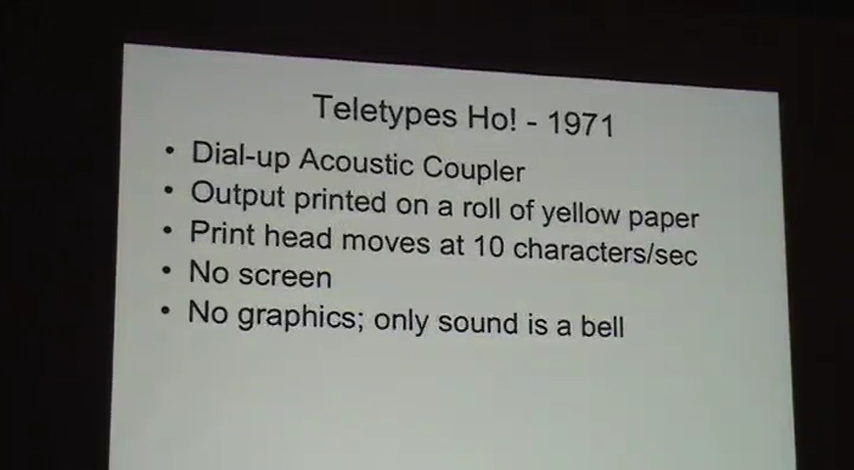 Teletypes Ho! - 1971
• Dial-up Acoustic Coupler
• Output printed on a roll of yellow paper
• Print head moves at 10 characters/sec
• No screen
• No graphics; only sound is a bell